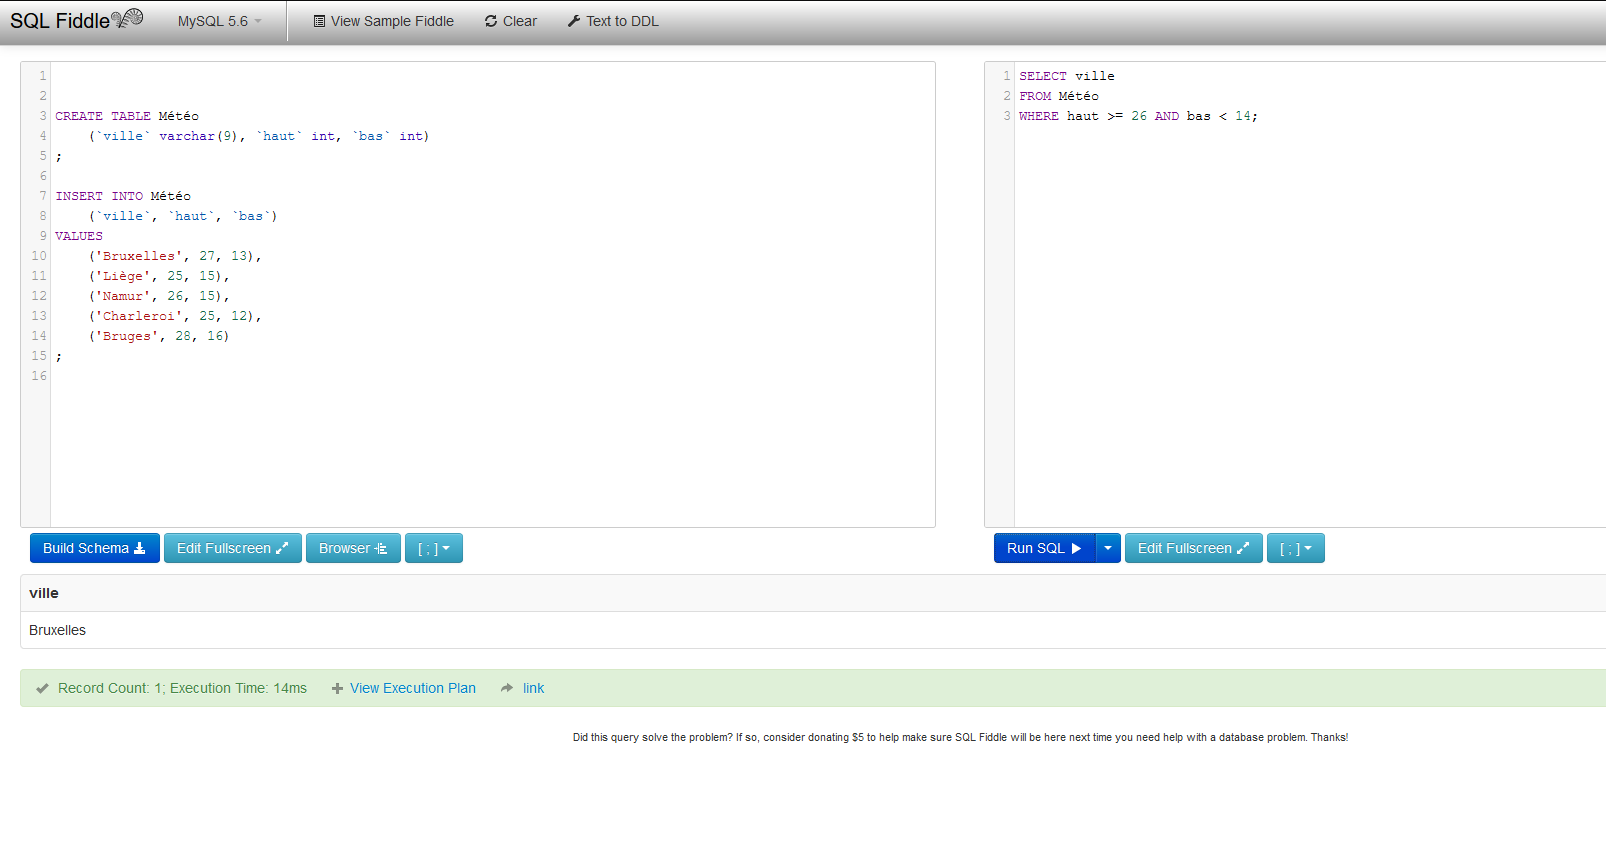 SQL Fiddle MySQL 5.6 View Sample Fiddle Clear Text to DDL
1
2
3 CREATE TABLE Météo
4 (`ville` varchar(9), `haut` int, `bas` int)
5 ;
6
7 INSERT INTO Météo
8 (`ville`, `haut`, `bas`)
9 VALUES
10 ('Bruxelles', 27, 13),
11 ('Liège', 25, 15),
12 ('Namur', 26, 15),
13 ('Charleroi', 25, 12),
14 ('Bruges', 28, 16)
15 ;
16
1 SELECT ville
2 FROM Météo
3 WHERE haut >= 26 AND bas < 14;
Build Schema Edit Fullscreen Browser [ ; ]
Run SQL Edit Fullscreen [ ; ]
ville
Bruxelles
Record Count: 1; Execution Time: 14ms View Execution Plan link
Did this query solve the problem? If so, consider donating $5 to help make sure SQL Fiddle will be here next time you need help with a database problem. Thanks!